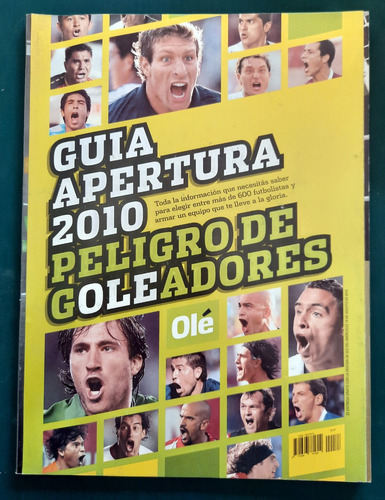 GUIA
APERTURA
2010
Toda la información que necesitás saber
para elegir entre más de 600 futbolistas y
armar un equipo que te lleve a la gloria.
PELIGRO DE
GOLEADORES
Olé